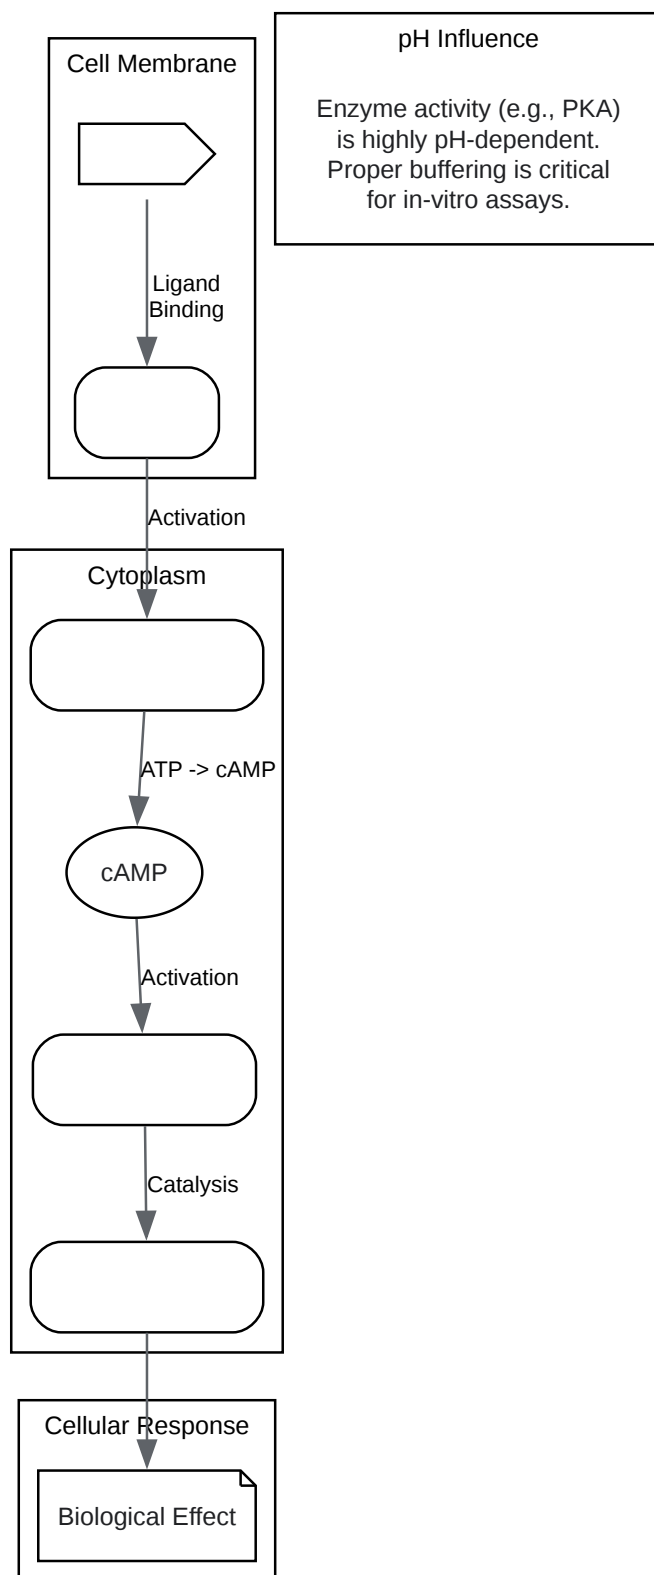 Cell Membrane
Ligand
Binding
Activation
Cytoplasm
ATP -> cAMP
cAMP
Activation
Catalysis
Cellular Response
Biological Effect
pH Influence
Enzyme activity (e.g., PKA)
is highly pH-dependent.
Proper buffering is critical
for in-vitro assays.